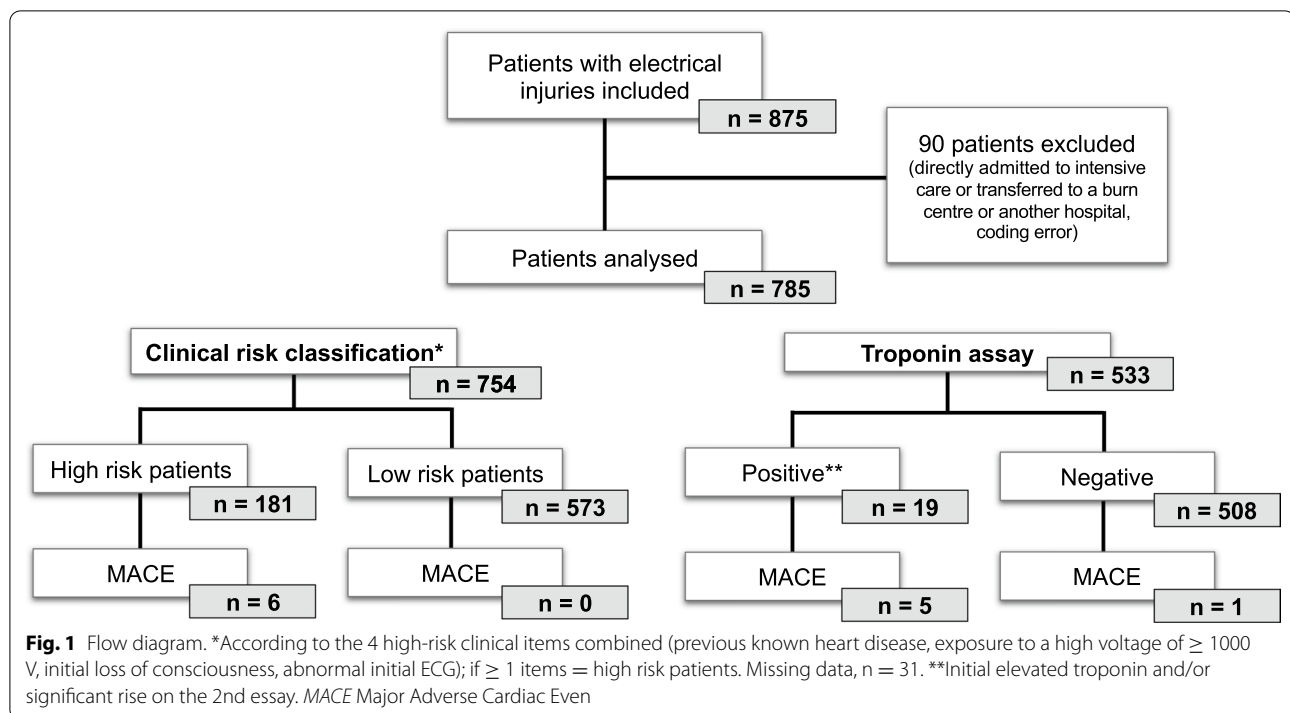 Patients with electrical
injuries included
n = 875
90 patients excluded
(directly admitted to intensive
care or transferred to a burn
centre or another hospital,
coding error)
Patients analysed
n = 785
Clinical risk classification*
n = 754
High risk patients
n = 181
Low risk patients
n = 573
MACE
n = 6
MACE
n = 0
Troponin assay
n = 533
Positive**
n = 19
Negative
n = 508
MACE
n = 5
MACE
n = 1
Fig. 1 Flow diagram. *According to the 4 high-risk clinical items combined (previous known heart disease, exposure to a high voltage of ≥ 1000
V, initial loss of consciousness, abnormal initial ECG); if ≥ 1 items = high risk patients. Missing data, n = 31. **Initial elevated troponin and/or
significant rise on the 2nd essay. MACE Major Adverse Cardiac Even